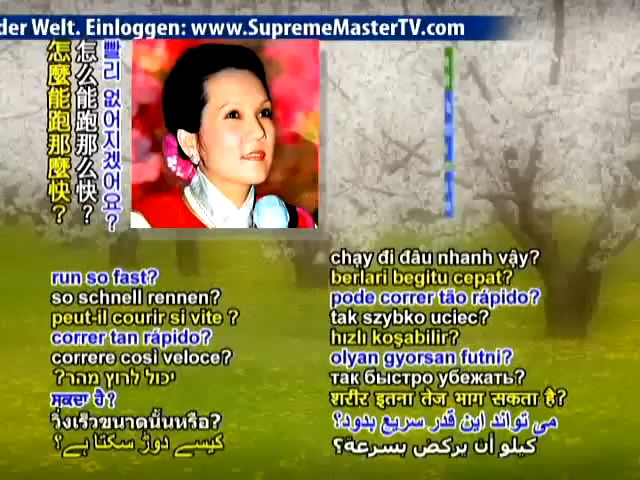 der Welt. Einloggen: www.SupremeMasterTV.com
怎麼能跑那麼快？
怎么能跑那么快？
빨리 없어지겠어요?
run so fast?
so schnell rennen?
peut-il courir si vite ?
correr tan rápido?
correre così veloce?
יכול לרוץ מהר?
ਸਕਦਾ ਹੈ?
วิ่งเร็วขนาดนั้นหรือ?
کیسے دوڑ سکتا ہے؟
chạy đi đâu nhanh vậy?
berlari begitu cepat?
pode correr tão rápido?
tak szybko uciec?
hızlı koşabilir?
olyan gyorsan futni?
так быстро убежать?
शरीर इतना तेज भाग सकता है?
می تواند این قدر سریع بدود؟
كيلو أن يركض بسرعة؟